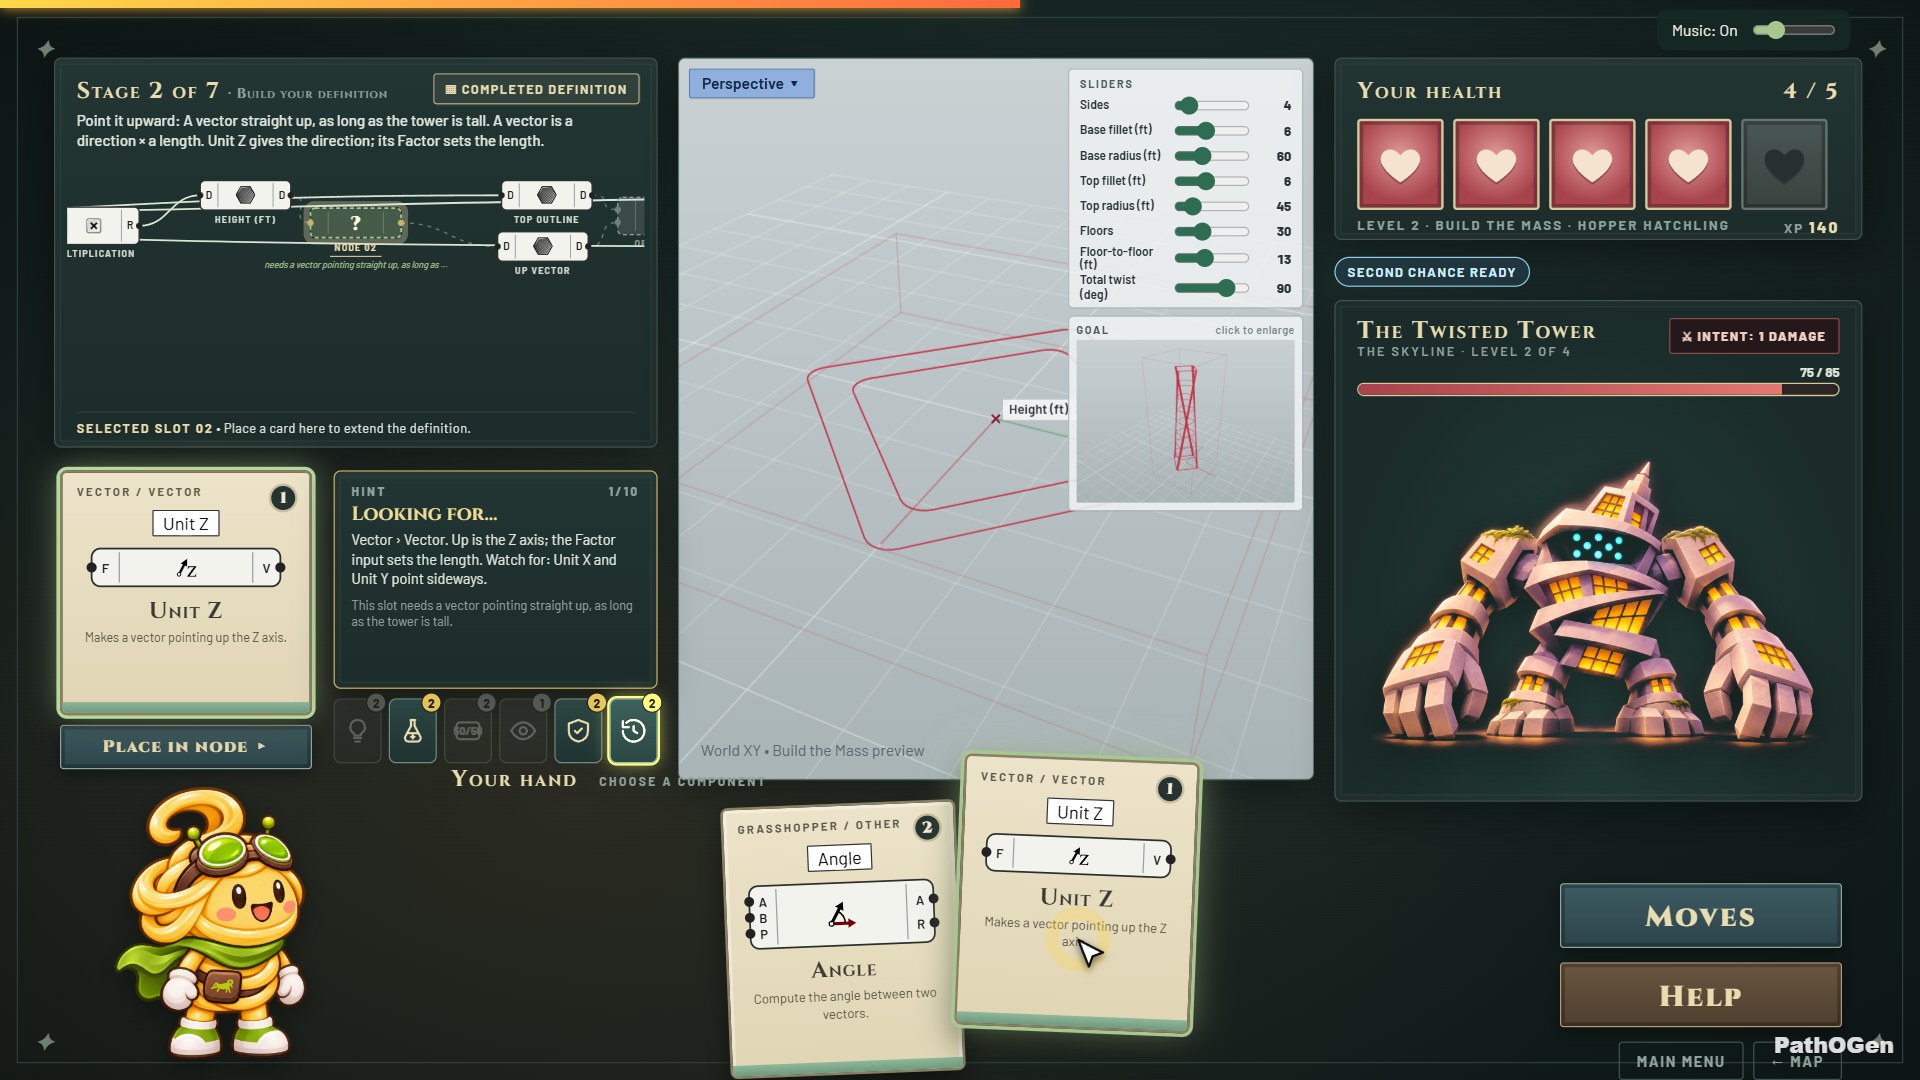 Music: On
Stage 2 of 7 · Build your definition
COMPLETED DEFINITION
Point it upward: A vector straight up, as long as the tower is tall. A vector is a
direction × a length. Unit Z gives the direction; its Factor sets the length.
R
LTIPLICATION
D D
HEIGHT (FT)
?
NODE 02
needs a vector pointing straight up, as long as ...
D D
TOP OUTLINE
D D
UP VECTOR
SELECTED SLOT 02 • Place a card here to extend the definition.
VECTOR / VECTOR
1
Unit Z
F Z V
Unit Z
Makes a vector pointing up the Z axis.
PLACE IN NODE
HINT
1/10
Looking for...
Vector › Vector. Up is the Z axis; the Factor
input sets the length. Watch for: Unit X and
Unit Y point sideways.
This slot needs a vector pointing straight up, as long
as the tower is tall.
2
2
2
50/50
1
2
2
Your hand
CHOOSE A COMPONENT
Perspective
Height (ft)
World XY • Build the Mass preview
SLIDERS
Sides 4
Base fillet (ft) 6
Base radius (ft) 60
Top fillet (ft) 6
Top radius (ft) 45
Floors 30
Floor-to-floor
(ft) 13
Total twist
(deg) 90
GOAL
click to enlarge
GRASSHOPPER / OTHER
2
Angle
A
B
P
A
R
Angle
Compute the angle between two
vectors.
VECTOR / VECTOR
1
Unit Z
F Z V
Unit Z
Makes a vector pointing up the Z
Your health
4 / 5
LEVEL 2 · BUILD THE MASS · HOPPER HATCHLING
XP 140
SECOND CHANCE READY
The Twisted Tower
THE SKYLINE · LEVEL 2 OF 4
INTENT: 1 DAMAGE
75 / 85
Moves
Help
MAIN MENU
← MAP
PathOGen